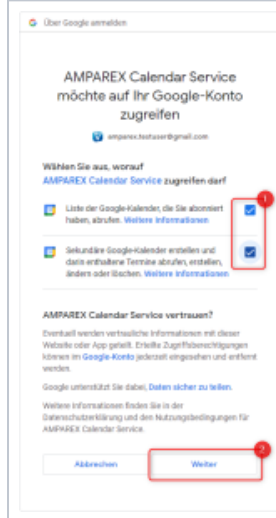 Über Google anmelden
AMPAREX Calendar Service
möchte auf Ihr Google-Konto
zugreifen
amparex.testuser@gmail.com
Wählen Sie aus, worauf
AMPAREX Calendar Service zugreifen darf
Liste der Google-Kalender, die Sie abonniert
haben, abrufen. Weitere Informationen
1
Sekundäre Google-Kalender erstellen und
darin enthaltene Termine abrufen, erstellen,
ändern oder löschen. Weitere Informationen
AMPAREX Calendar Service vertrauen?
Eventuell werden vertrauliche Informationen mit dieser
Website oder App geteilt. Erteilte Zugriffsberechtigungen
können im Google-Konto jederzeit eingesehen und entfernt
werden.
Google unterstützt Sie dabei, Daten sicher zu teilen.
Weitere Informationen finden Sie in der
Datenschutzerklärung und den Nutzungsbedingungen für
AMPAREX Calendar Service.
2
Abbrechen Weiter